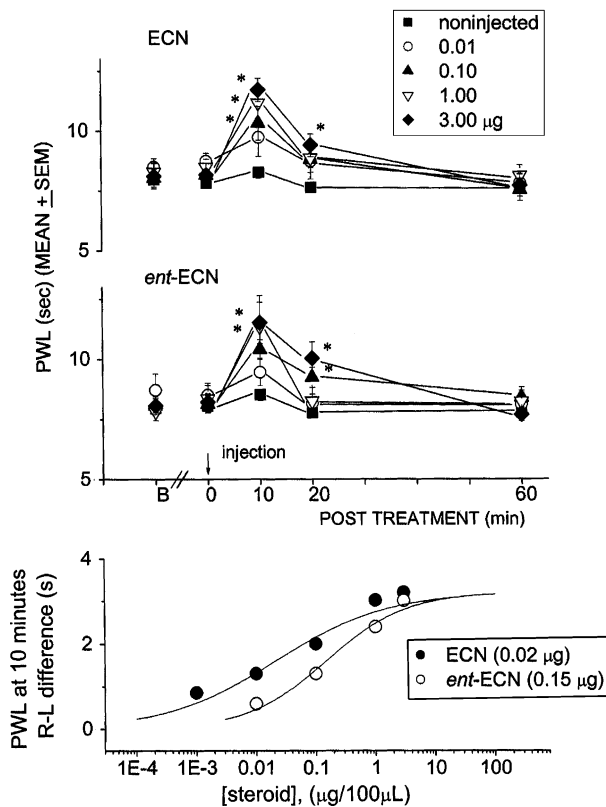 ECN
noninjected
0.01
0.10
1.00
3.00 µg
*
*
*
*
10
5
PWL (sec) (MEAN ± SEM)
ent-ECN
*
*
*
*
10
5
injection
B
0
10
20
60
POST TREATMENT (min)
PWL at 10 minutes
R-L difference (s)
4
2
0
ECN (0.02 µg)
ent-ECN (0.15 µg)
1E-4
1E-3
0.01
0.1
1
10
100
[steroid], (µg/100µL)